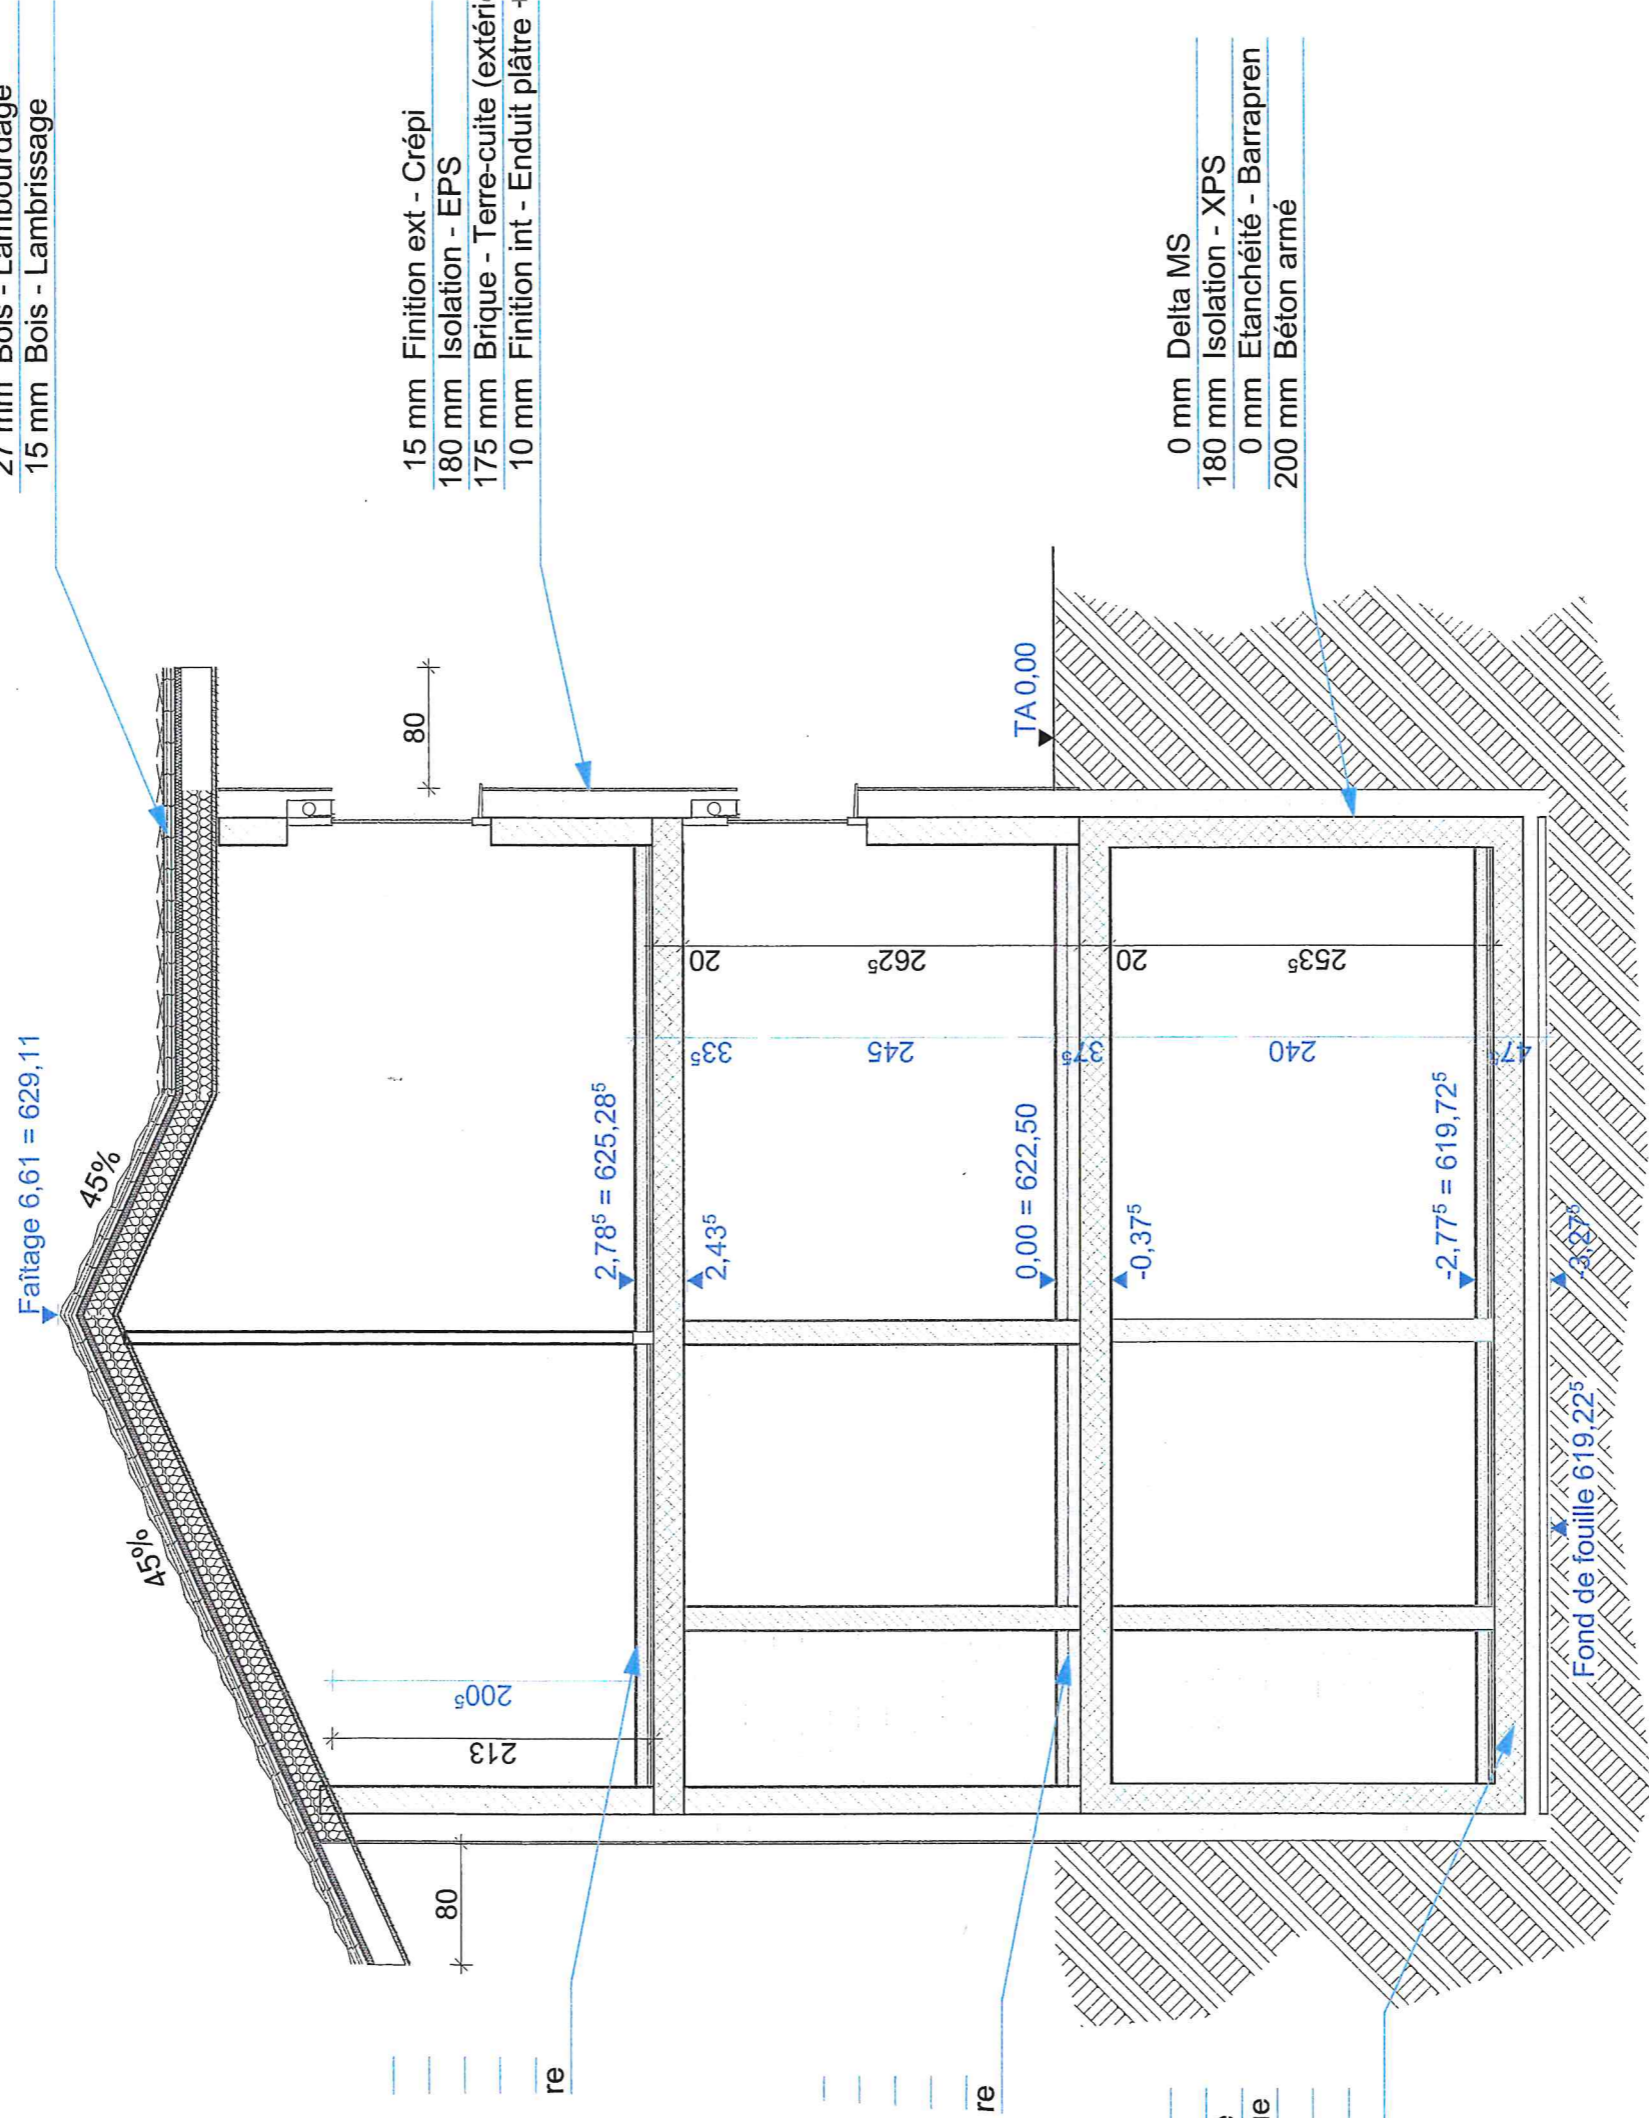 27 mm Bois - Lambourdage
15 mm Bois - Lambrissage
Faîtage 6,61 = 629,11
45%
45%
15 mm Finition ext - Crépi
180 mm Isolation - EPS
175 mm Brique - Terre-cuite (extérie
10 mm Finition int - Enduit plâtre +
80
80
200⁵
213
2,78⁵ = 625,28⁵
2,43⁵
33⁵
20
245
262⁵
TA 0,00
0,00 = 622,50
-0,37⁵
37⁵
20
240
253⁵
-2,77⁵ = 619,72⁵
47⁵
-3,27⁵
Fond de fouille 619,22⁵
0 mm Delta MS
180 mm Isolation - XPS
0 mm Etanchéité - Barrapren
200 mm Béton armé
re
re